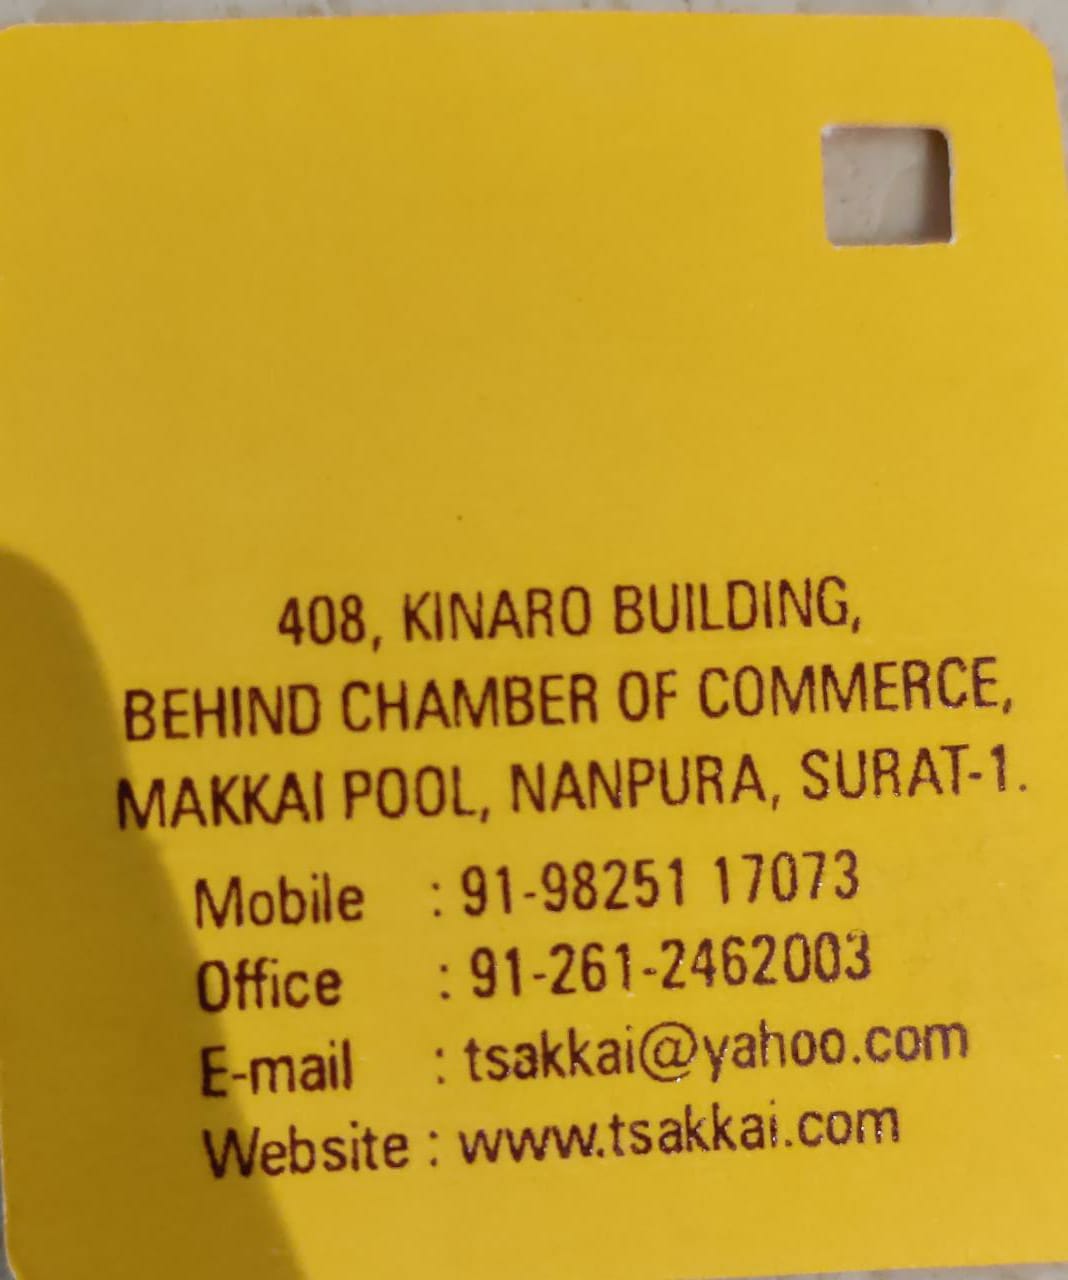 408, KINARO BUILDING,
BEHIND CHAMBER OF COMMERCE,
MAKKAI POOL, NANPURA, SURAT-1.
Mobile : 91-98251 17073
Office : 91-261-2462003
E-mail : tsakkai@yahoo.com
Website : www.tsakkai.com